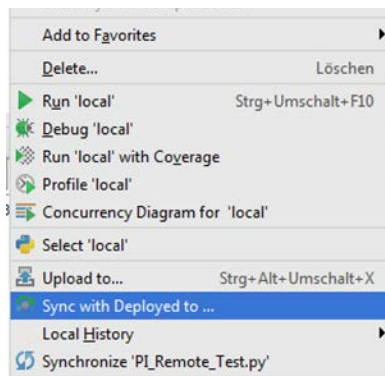 Add to Favorites
Delete... Löschen
Run 'local' Strg+Umschalt+F10
Debug 'local'
Run 'local' with Coverage
Profile 'local'
Concurrency Diagram for 'local'
Select 'local'
Upload to... Strg+Alt+Umschalt+X
Sync with Deployed to ...
Local History
Synchronize 'PI_Remote_Test.py'